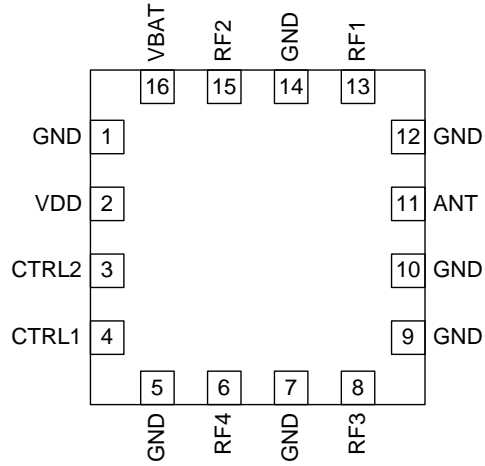 VBAT RF2 GND RF1
16 15 14 13
GND 1 12 GND
VDD 2 11 ANT
CTRL2 3 10 GND
CTRL1 4 9 GND
5 6 7 8
GND RF4 GND RF3